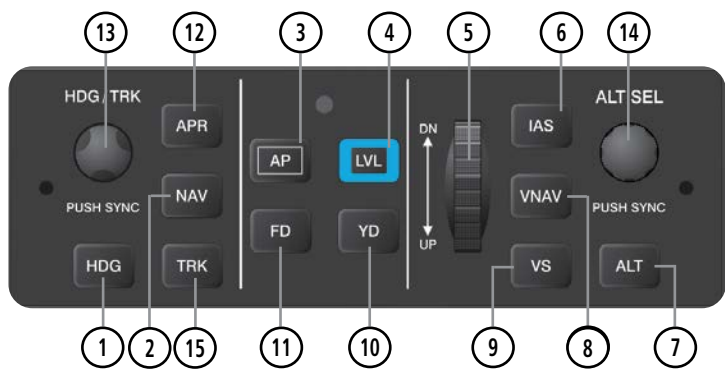 13 12 3 4 5 6 14
HDG/TRK
ALT SEL
APR
IAS
DN
AP
LVL
NAV
VNAV
PUSH SYNC
PUSH SYNC
FD
YD
UP
HDG
TRK
VS
ALT
1 2 15 11 10 9 8 7